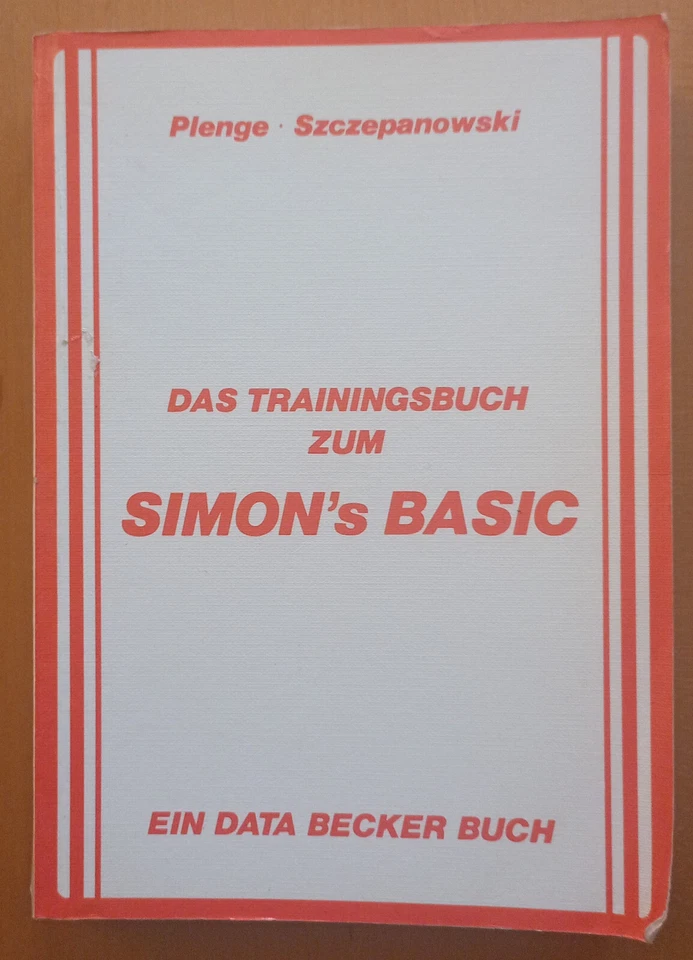 Plenge · Szczepanowski
DAS TRAININGSBUCH
ZUM
SIMON's BASIC
EIN DATA BECKER BUCH